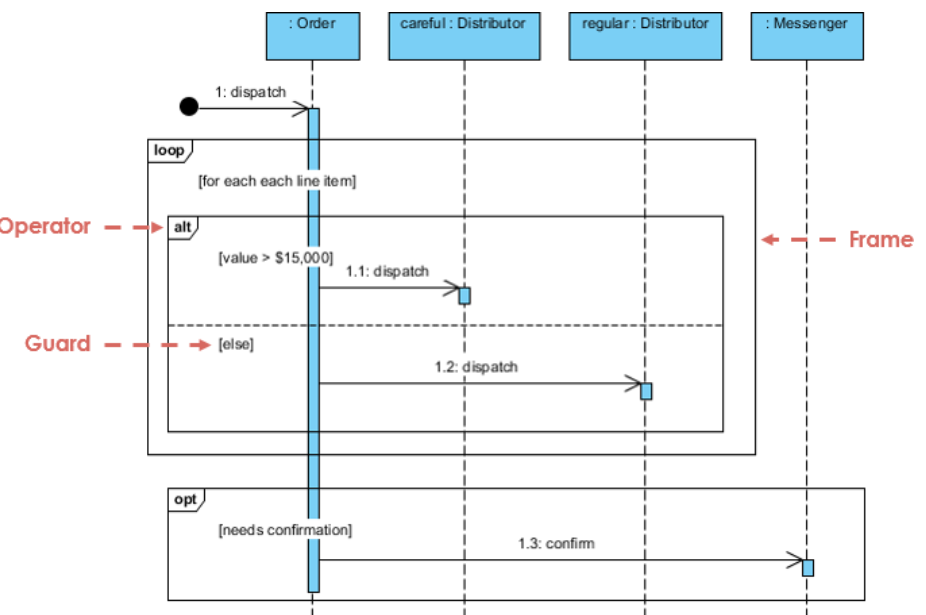 : Order
careful : Distributor
regular : Distributor
: Messenger
1: dispatch
loop
[for each each line item]
Operator
alt
Frame
[value > $15,000]
1.1: dispatch
Guard
[else]
1.2: dispatch
opt
[needs confirmation]
1.3: confirm